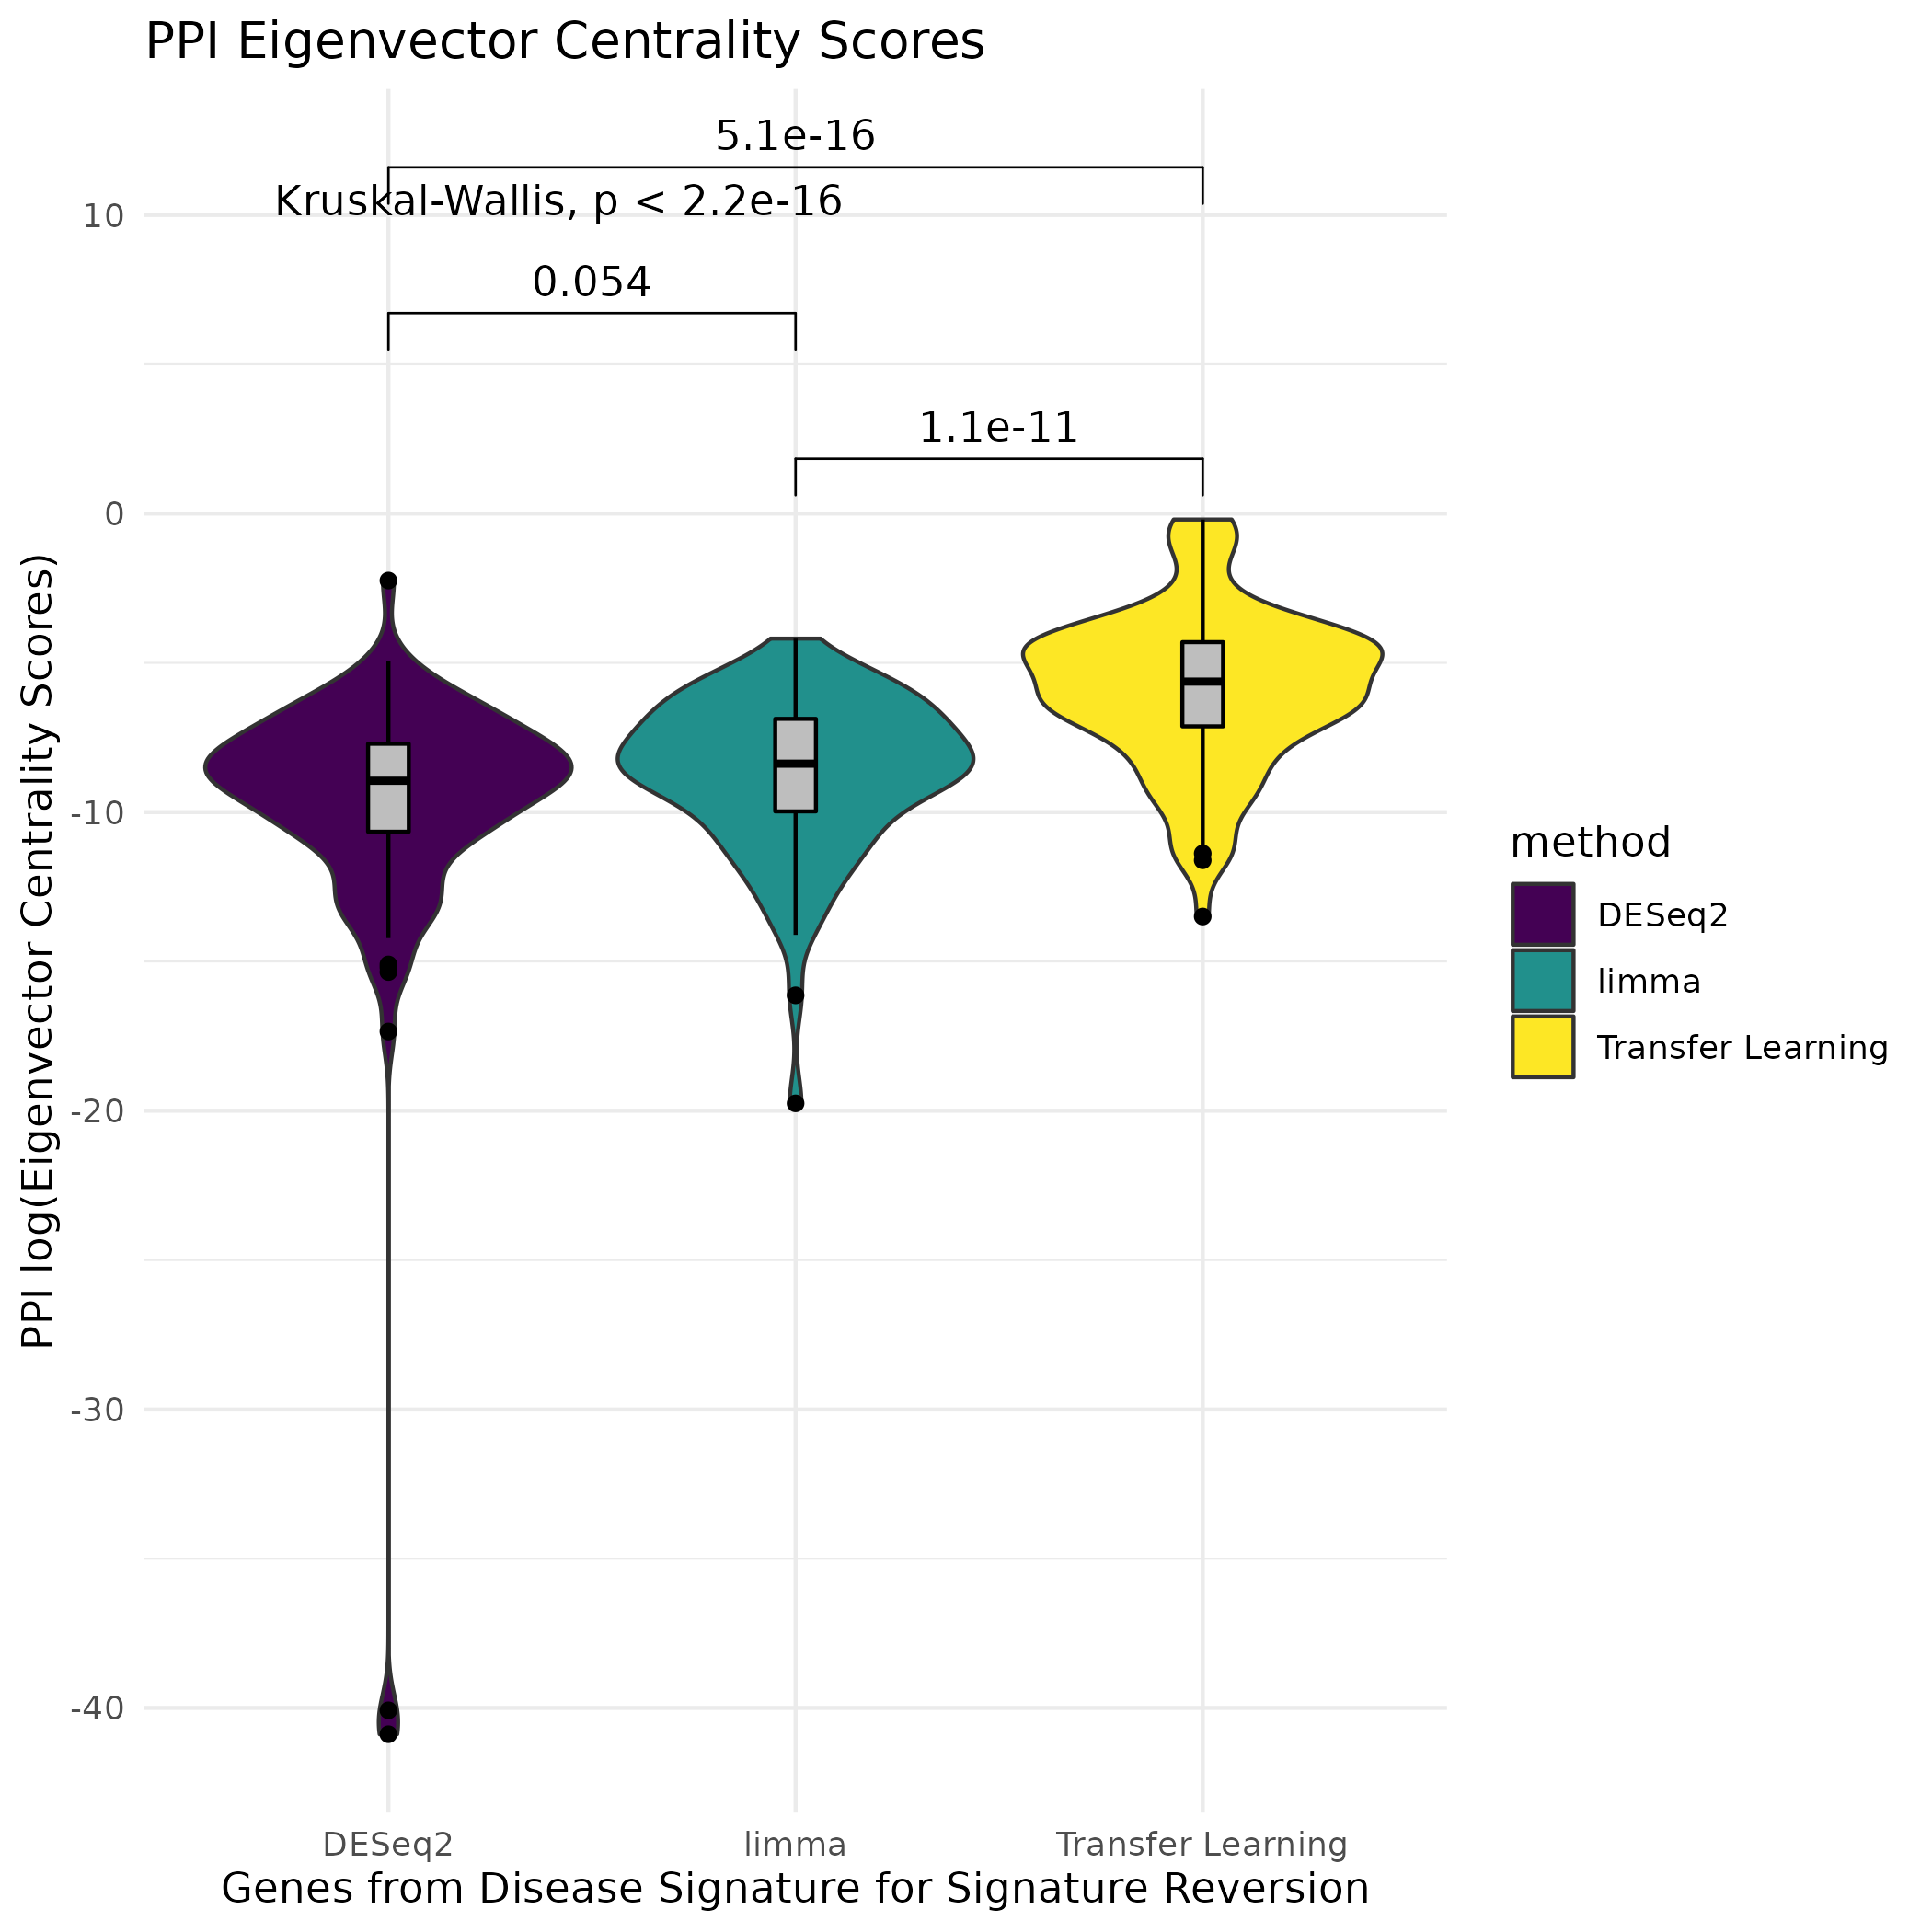 PPI Eigenvector Centrality Scores
5.1e-16
Kruskal-Wallis, p < 2.2e-16
0.054
1.1e-11
PPI log(Eigenvector Centrality Scores)
10
0
-10
-20
-30
-40
DESeq2
limma
Transfer Learning
Genes from Disease Signature for Signature Reversion
method
DESeq2
limma
Transfer Learning